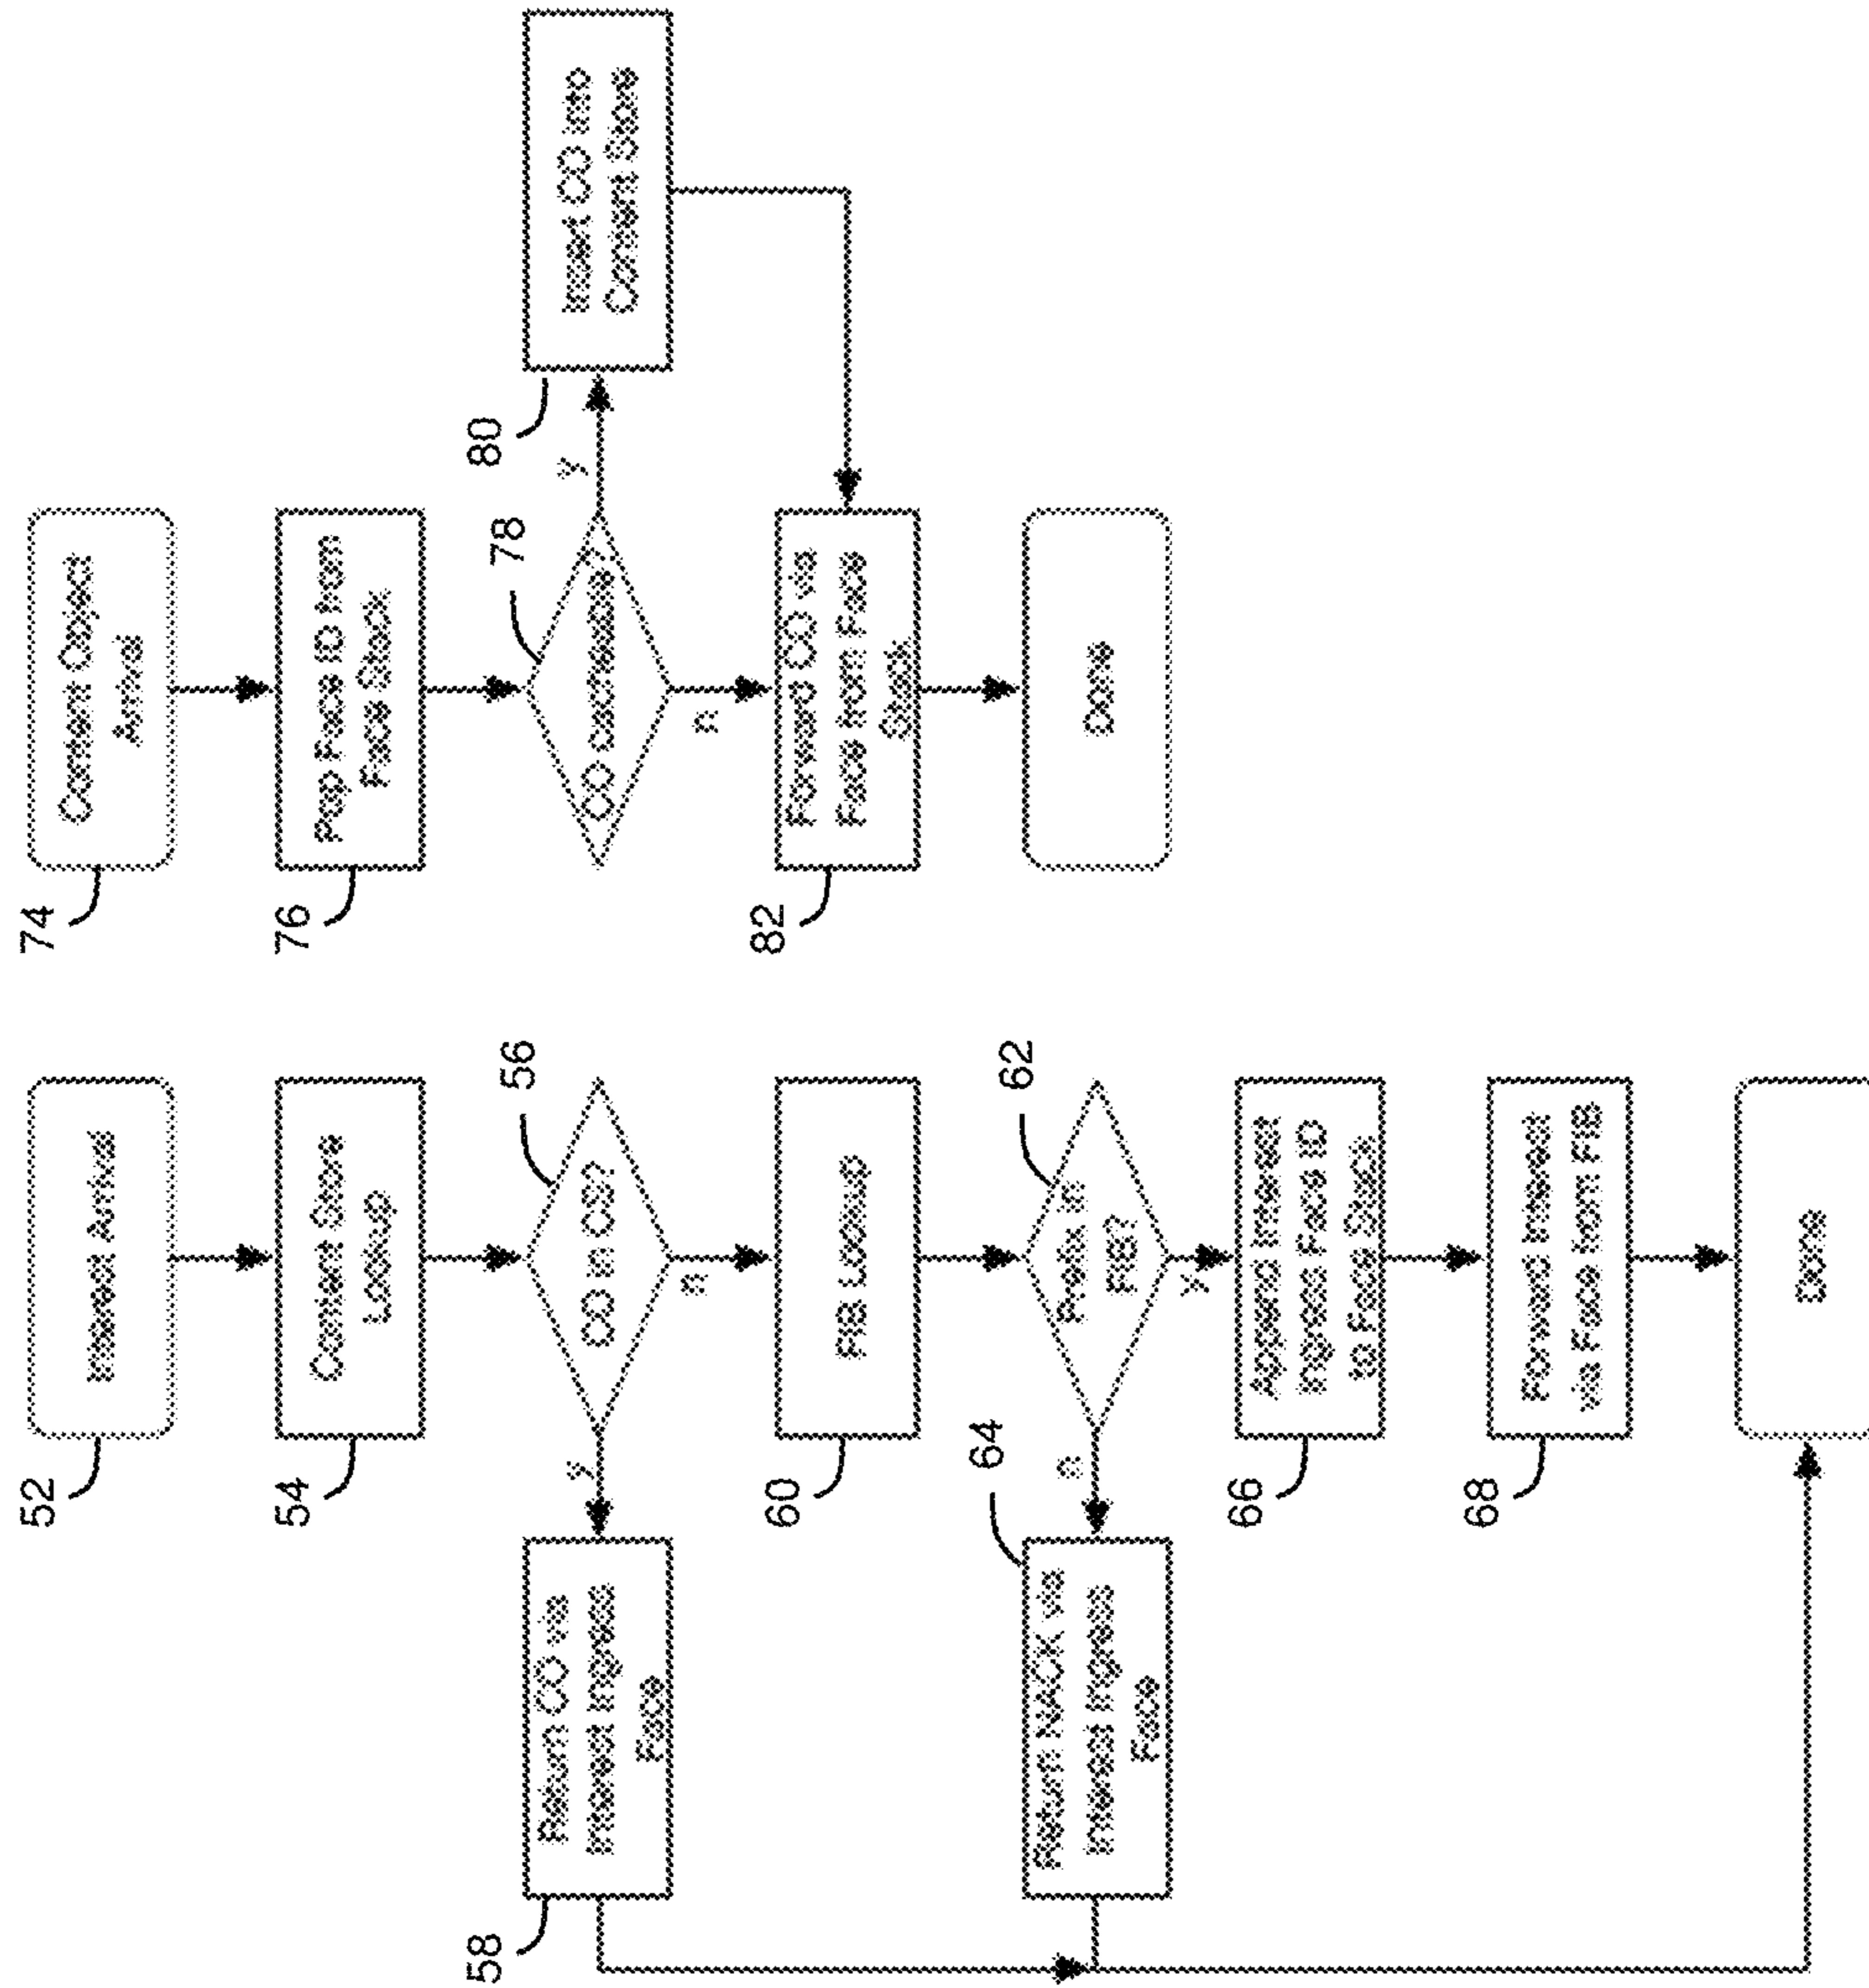 52
Interest Arrival
54
Content Store
Lookup
56
CO in CS?
y
n
58
Return CO via
Interest Ingress
Face
60
FIB Lookup
62
Prefix in
FIB?
n
y
64
Return NACK via
Interest Ingress
Face
66
Append Interest
Ingress Face ID
to Face Stack
68
Forward Interest
via Face from FIB
Done
74
Content Object
Arrival
76
Pop Face ID from
Face Stack
78
CO cacheable?
y
n
80
Insert CO into
Content Store
82
Forward CO via
Face from Face
Stack
Done